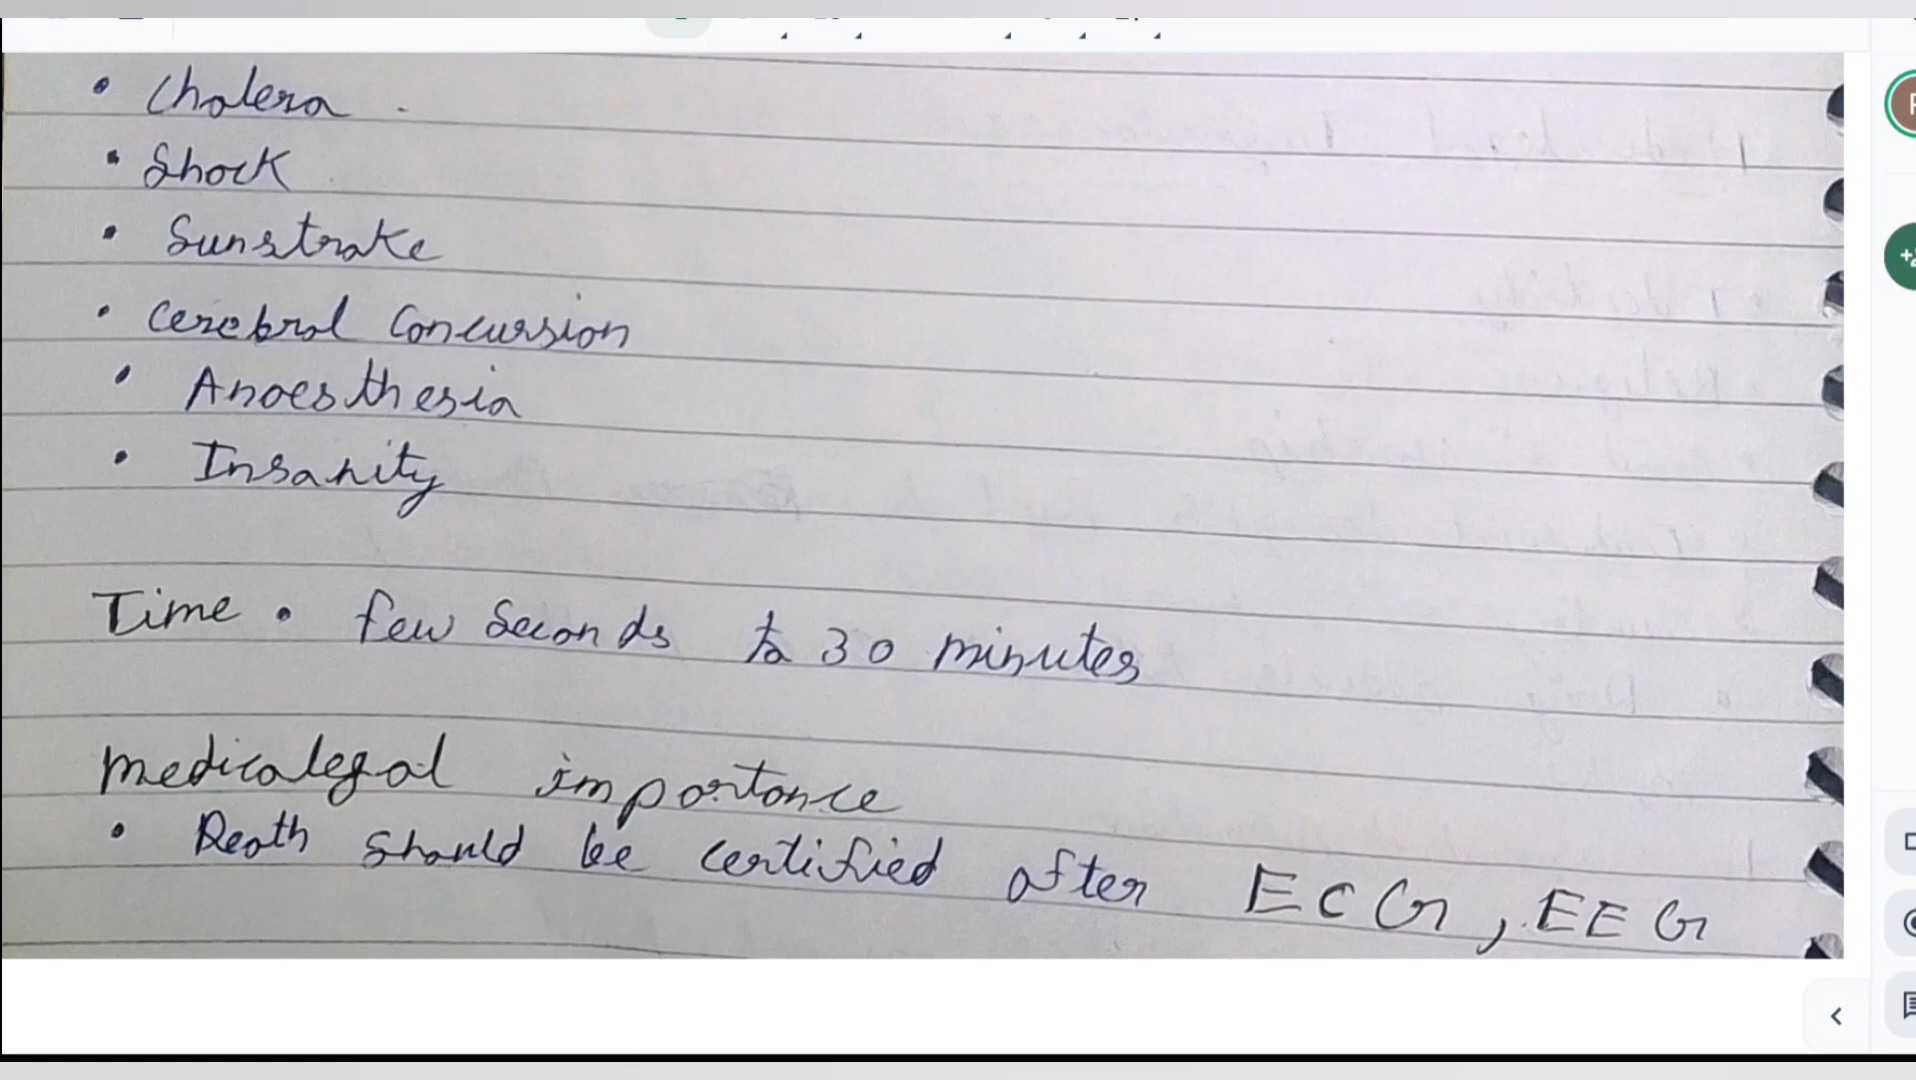 • Cholera.
• Shock
• Sunstroke
• Cerebral Concussion
• Anaesthesia
• Insanity
Time • few Seconds to 30 minutes
medicolegal importance
• Death should be certified after ECG, EEG